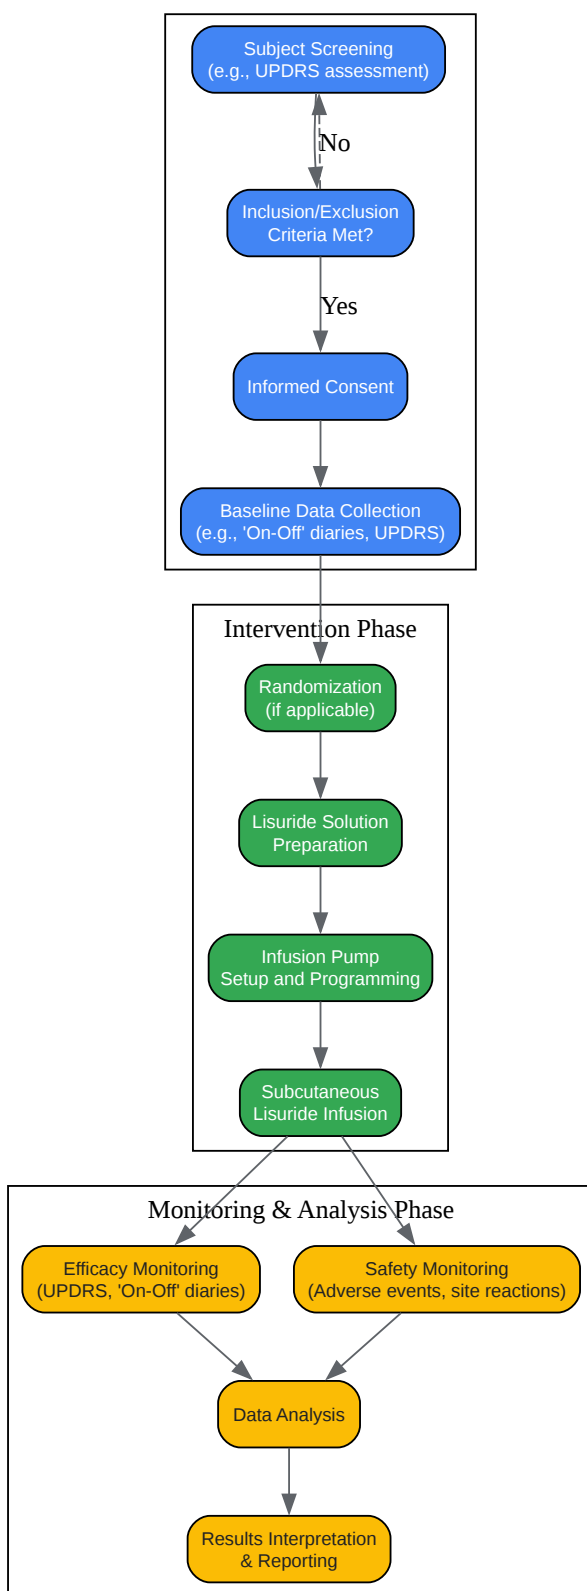 Subject Screening
(e.g., UPDRS assessment)
No
Inclusion/Exclusion
Criteria Met?
Yes
Informed Consent
Baseline Data Collection
(e.g., 'On-Off' diaries, UPDRS)
Intervention Phase
Randomization
(if applicable)
Lisuride Solution
Preparation
Infusion Pump
Setup and Programming
Subcutaneous
Lisuride Infusion
Monitoring & Analysis Phase
Efficacy Monitoring
(UPDRS, 'On-Off' diaries)
Safety Monitoring
(Adverse events, site reactions)
Data Analysis
Results Interpretation
& Reporting